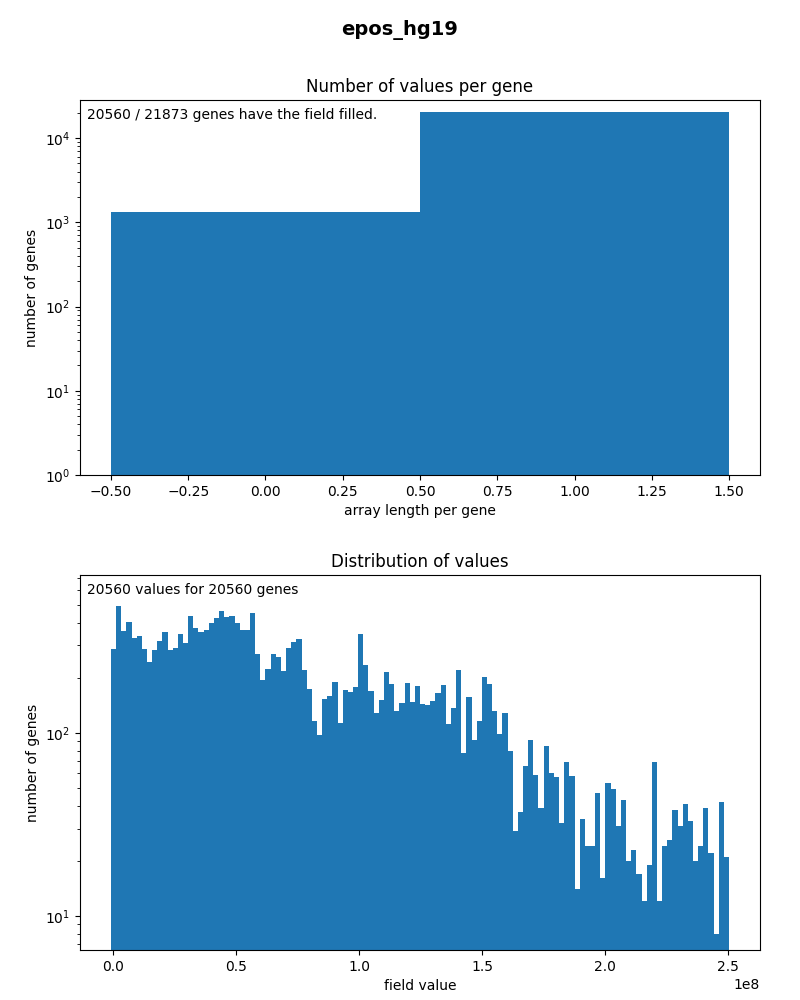 epos_hg19
Number of values per gene
20560 / 21873 genes have the field filled.
number of genes
10⁴
10³
10²
10¹
10⁰
−0.50 −0.25 0.00 0.25 0.50 0.75 1.00 1.25 1.50
array length per gene
Distribution of values
20560 values for 20560 genes
number of genes
10²
10¹
0.0 0.5 1.0 1.5 2.0 2.5
1e8
field value